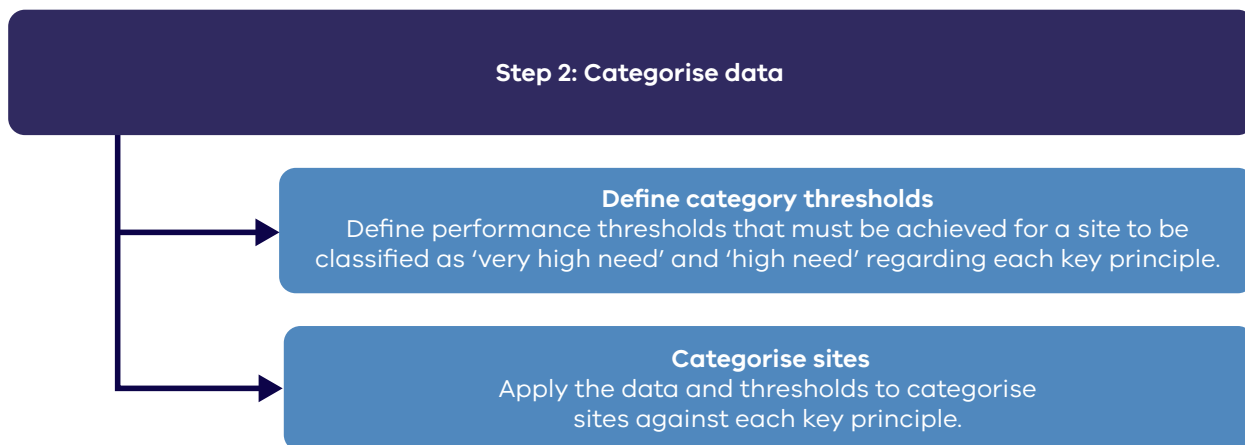 Step 2: Categorise data
Define category thresholds
Define performance thresholds that must be achieved for a site to be
classified as ‘very high need’ and ‘high need’ regarding each key principle.
Categorise sites
Apply the data and thresholds to categorise
sites against each key principle.